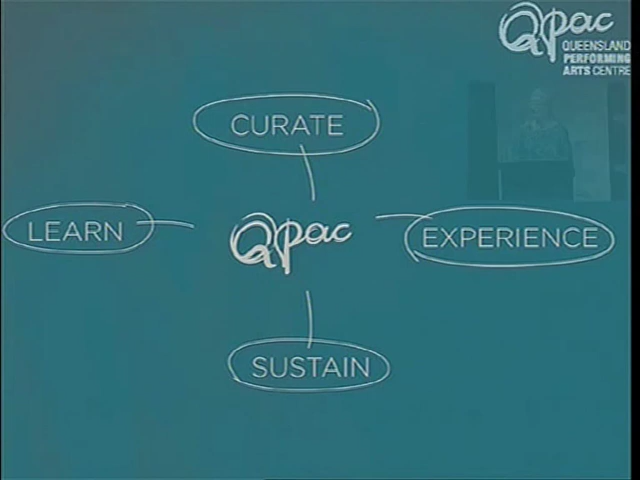 Qpac
QUEENSLAND
PERFORMING
ARTS CENTRE
CURATE
LEARN
Qpac
EXPERIENCE
SUSTAIN